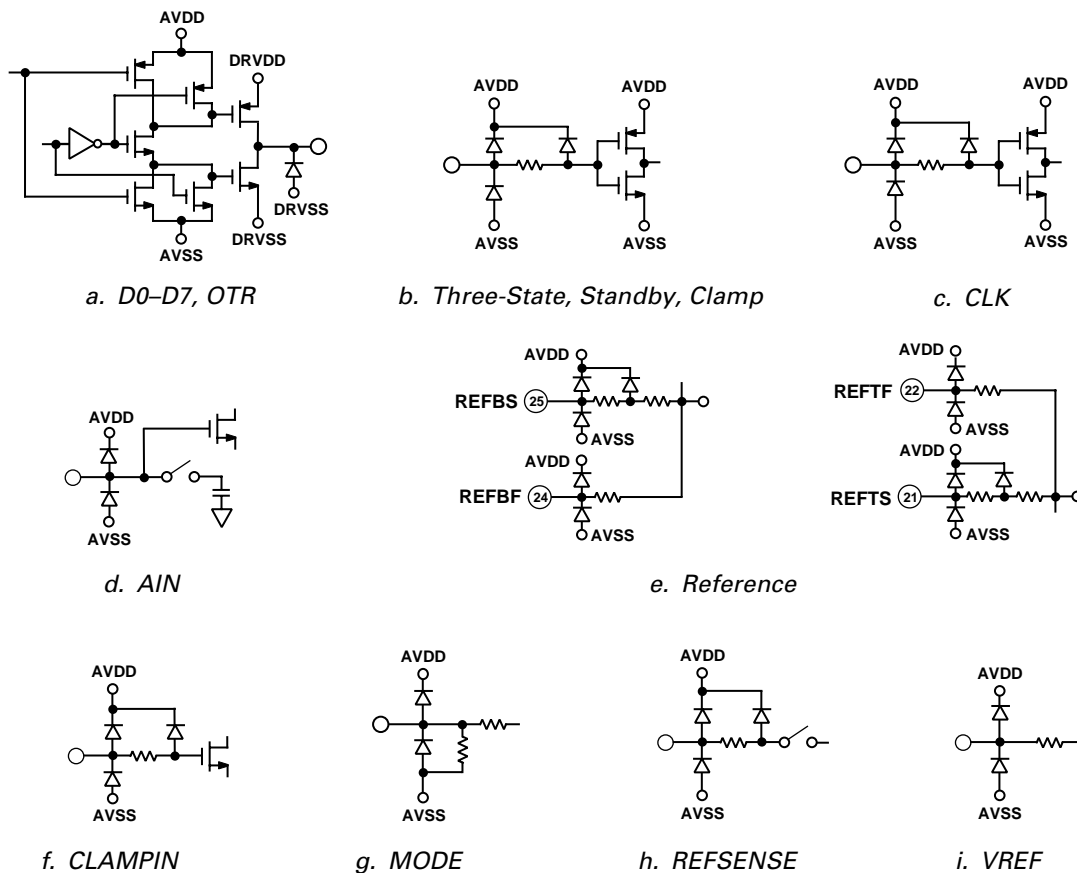 AVDD
DRVDD
DRVSS
AVSS
DRVSS
a. D0–D7, OTR
AVDD
AVDD
AVSS
AVSS
b. Three-State, Standby, Clamp
AVDD
AVDD
AVSS
AVSS
c. CLK
AVDD
AVSS
d. AIN
AVDD
REFBS 25
AVSS
AVDD
REFBF 24
AVSS
AVDD
REFTF 22
AVSS
AVDD
REFTS 21
AVSS
e. Reference
AVDD
AVSS
f. CLAMPIN
AVDD
AVSS
g. MODE
AVDD
AVSS
h. REFSENSE
AVDD
AVSS
i. VREF